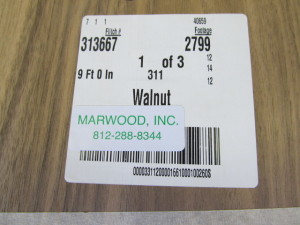 7 1 1 40659
Flitch # Footage
313667 2799
1 of 3 12
9 Ft 0 In 311 14
12
Walnut
MARWOOD, INC.
812-288-8344
00003311200001661000100260$